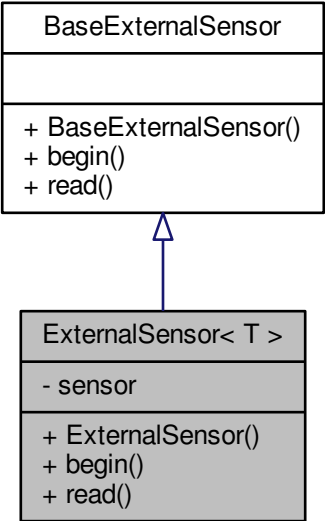 BaseExternalSensor
+ BaseExternalSensor()
+ begin()
+ read()
ExternalSensor< T >
- sensor
+ ExternalSensor()
+ begin()
+ read()